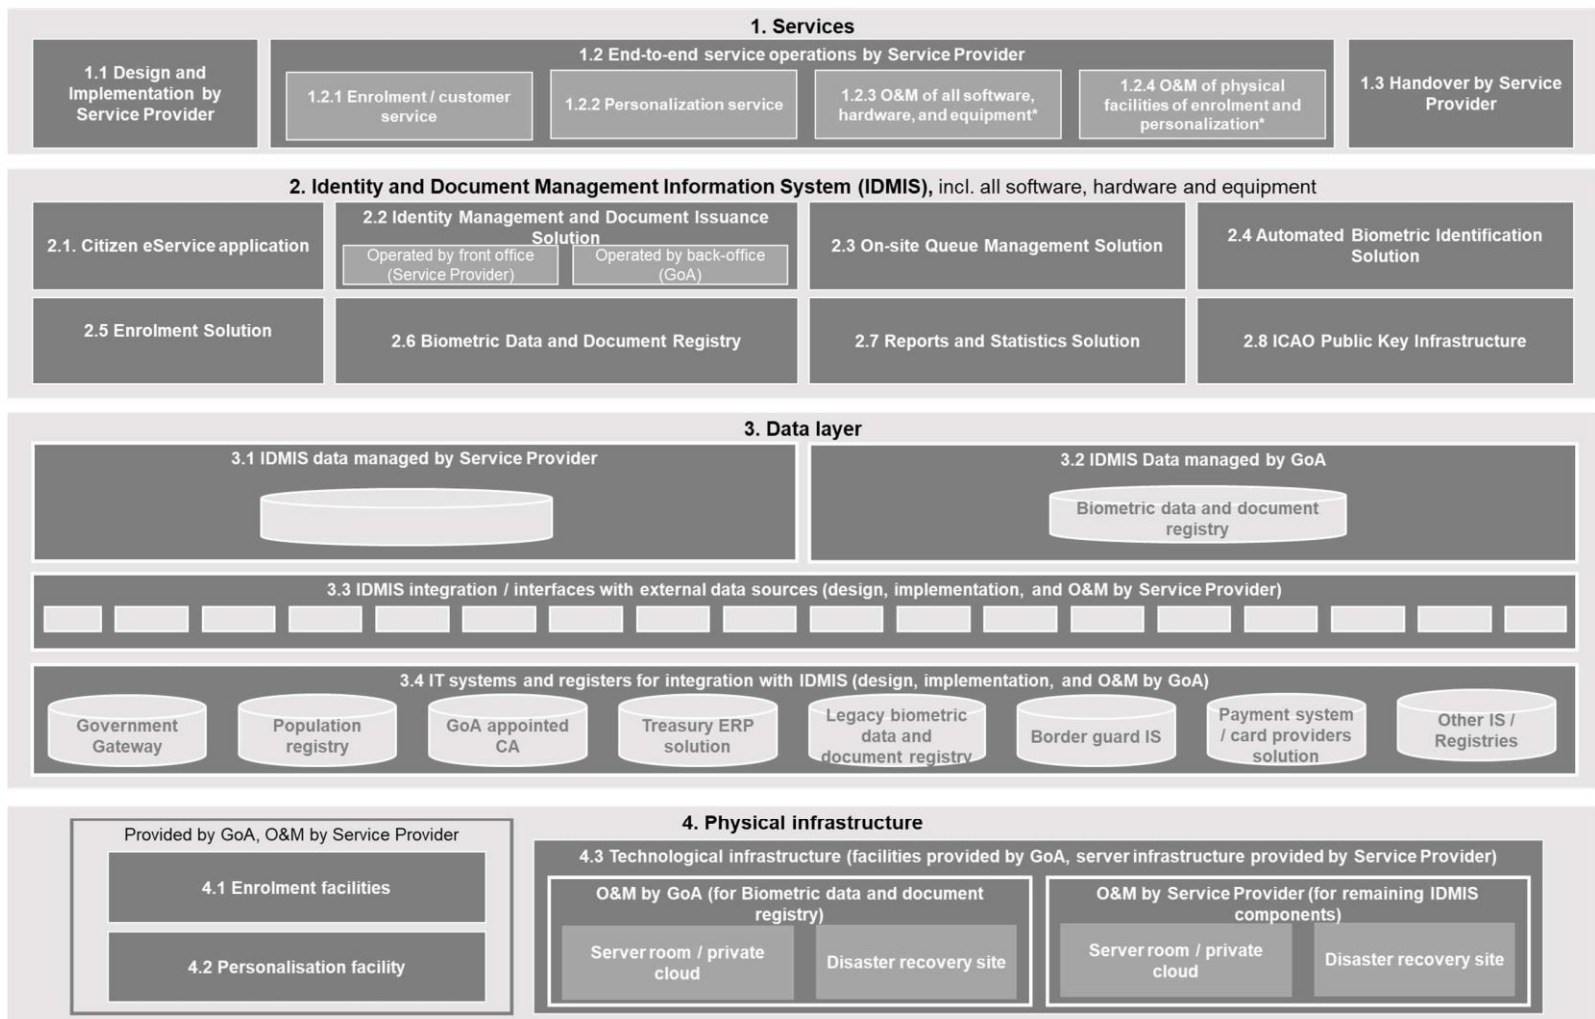 1. Services
1.1 Design and
Implementation by
Service Provider
1.2 End-to-end service operations by Service Provider
1.2.1 Enrolment / customer
service
1.2.2 Personalization service
1.2.3 O&M of all software,
hardware, and equipment*
1.2.4 O&M of physical
facilities of enrolment and
personalization*
1.3 Handover by Service
Provider
2. Identity and Document Management Information System (IDMIS), incl. all software, hardware and equipment
2.1. Citizen eService application
2.2 Identity Management and Document Issuance
Solution
Operated by front office
(Service Provider)
Operated by back-office
(GoA)
2.3 On-site Queue Management Solution
2.4 Automated Biometric Identification
Solution
2.5 Enrolment Solution
2.6 Biometric Data and Document Registry
2.7 Reports and Statistics Solution
2.8 ICAO Public Key Infrastructure
3. Data layer
3.1 IDMIS data managed by Service Provider
3.2 IDMIS Data managed by GoA
Biometric data and document
registry
3.3 IDMIS integration / interfaces with external data sources (design, implementation, and O&M by Service Provider)
3.4 IT systems and registers for integration with IDMIS (design, implementation, and O&M by GoA)
Government
Gateway
Population
registry
GoA appointed
CA
Treasury ERP
solution
Legacy biometric
data and
document registry
Border guard IS
Payment system
/ card providers
solution
Other IS /
Registries
4. Physical infrastructure
Provided by GoA, O&M by Service Provider
4.1 Enrolment facilities
4.2 Personalisation facility
4.3 Technological infrastructure (facilities provided by GoA, server infrastructure provided by Service Provider)
O&M by GoA (for Biometric data and document
registry)
Server room / private
cloud
Disaster recovery site
O&M by Service Provider (for remaining IDMIS
components)
Server room / private
cloud
Disaster recovery site